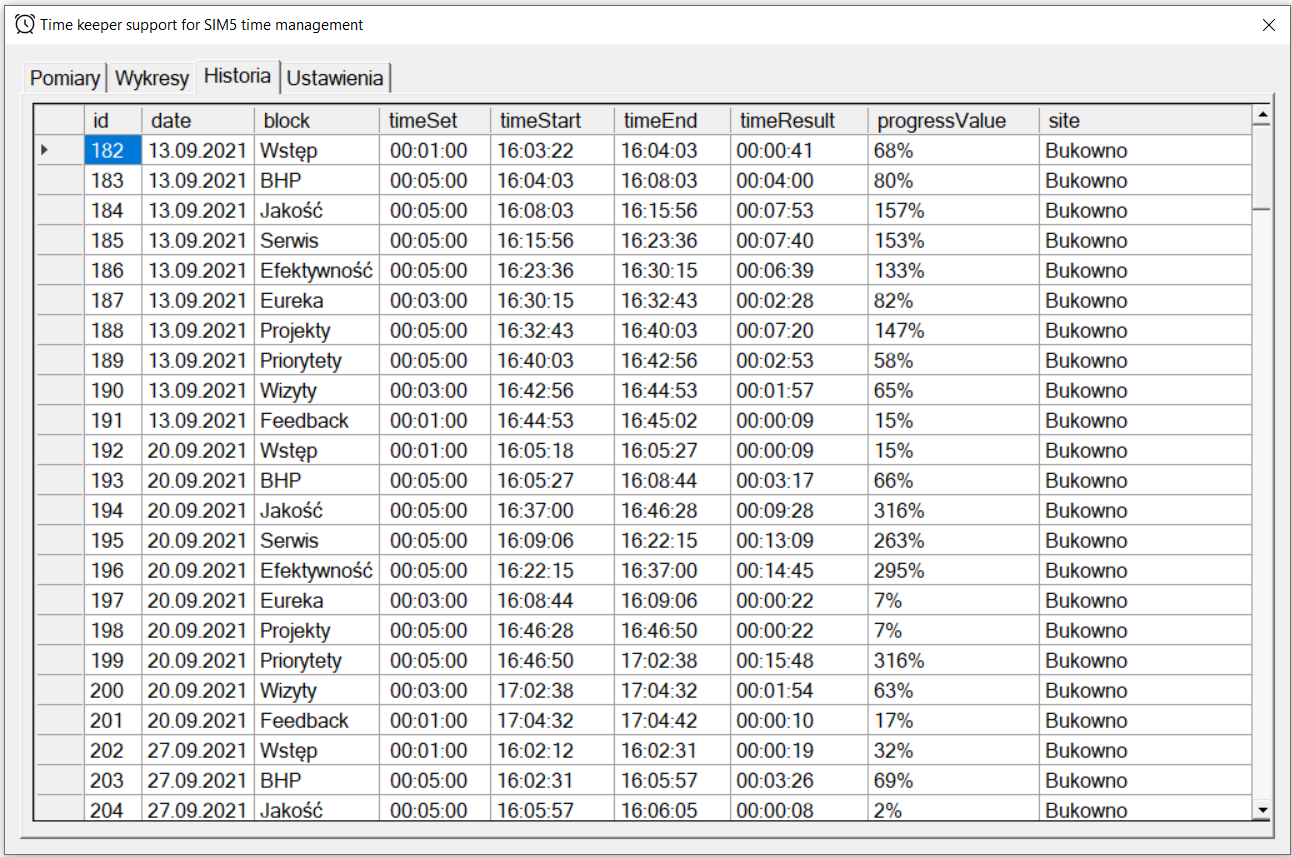 Time keeper support for SIM5 time management
Pomiary Wykresy Historia Ustawienia
id date block timeSet timeStart timeEnd timeResult progressValue site
182 13.09.2021 Wstęp 00:01:00 16:03:22 16:04:03 00:00:41 68% Bukowno
183 13.09.2021 BHP 00:05:00 16:04:03 16:08:03 00:04:00 80% Bukowno
184 13.09.2021 Jakość 00:05:00 16:08:03 16:15:56 00:07:53 157% Bukowno
185 13.09.2021 Serwis 00:05:00 16:15:56 16:23:36 00:07:40 153% Bukowno
186 13.09.2021 Efektywność 00:05:00 16:23:36 16:30:15 00:06:39 133% Bukowno
187 13.09.2021 Eureka 00:03:00 16:30:15 16:32:43 00:02:28 82% Bukowno
188 13.09.2021 Projekty 00:05:00 16:32:43 16:40:03 00:07:20 147% Bukowno
189 13.09.2021 Priorytety 00:05:00 16:40:03 16:42:56 00:02:53 58% Bukowno
190 13.09.2021 Wizyty 00:03:00 16:42:56 16:44:53 00:01:57 65% Bukowno
191 13.09.2021 Feedback 00:01:00 16:44:53 16:45:02 00:00:09 15% Bukowno
192 20.09.2021 Wstęp 00:01:00 16:05:18 16:05:27 00:00:09 15% Bukowno
193 20.09.2021 BHP 00:05:00 16:05:27 16:08:44 00:03:17 66% Bukowno
194 20.09.2021 Jakość 00:05:00 16:37:00 16:46:28 00:09:28 316% Bukowno
195 20.09.2021 Serwis 00:05:00 16:09:06 16:22:15 00:13:09 263% Bukowno
196 20.09.2021 Efektywność 00:05:00 16:22:15 16:37:00 00:14:45 295% Bukowno
197 20.09.2021 Eureka 00:03:00 16:08:44 16:09:06 00:00:22 7% Bukowno
198 20.09.2021 Projekty 00:05:00 16:46:28 16:46:50 00:00:22 7% Bukowno
199 20.09.2021 Priorytety 00:05:00 16:46:50 17:02:38 00:15:48 316% Bukowno
200 20.09.2021 Wizyty 00:03:00 17:02:38 17:04:32 00:01:54 63% Bukowno
201 20.09.2021 Feedback 00:01:00 17:04:32 17:04:42 00:00:10 17% Bukowno
202 27.09.2021 Wstęp 00:01:00 16:02:12 16:02:31 00:00:19 32% Bukowno
203 27.09.2021 BHP 00:05:00 16:02:31 16:05:57 00:03:26 69% Bukowno
204 27.09.2021 Jakość 00:05:00 16:05:57 16:06:05 00:00:08 2% Bukowno